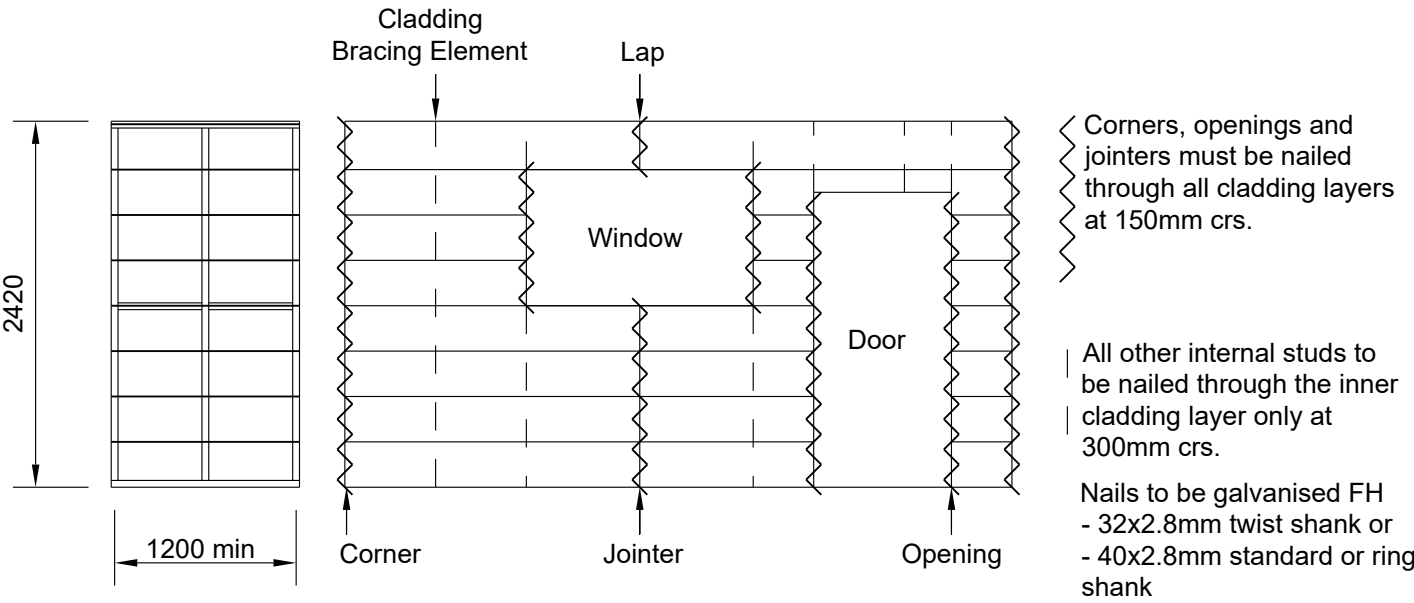 Cladding
Bracing Element
Lap
2420
1200 min
Window
Door
Corner
Jointer
Opening
Corners, openings and
jointers must be nailed
through all cladding layers
at 150mm crs.
All other internal studs to
be nailed through the inner
cladding layer only at
300mm crs.
Nails to be galvanised FH
- 32x2.8mm twist shank or
- 40x2.8mm standard or ring
shank